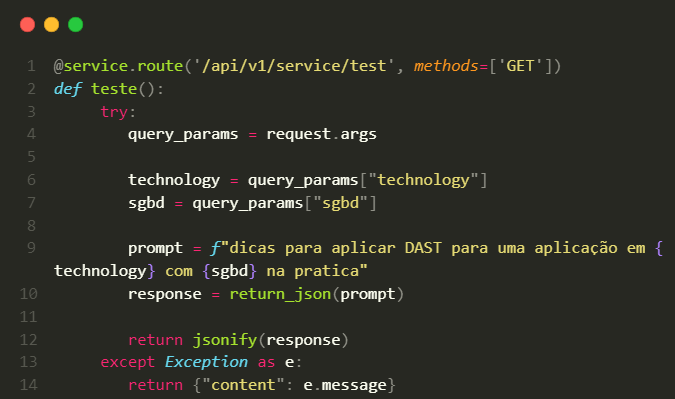 1 @service.route('/api/v1/service/test', methods=['GET'])
2 def teste():
3 try:
4 query_params = request.args
5
6 technology = query_params["technology"]
7 sgbd = query_params["sgbd"]
8
9 prompt = f"dicas para aplicar DAST para uma aplicação em {
technology} com {sgbd} na pratica"
10 response = return_json(prompt)
11
12 return jsonify(response)
13 except Exception as e:
14 return {"content": e.message}